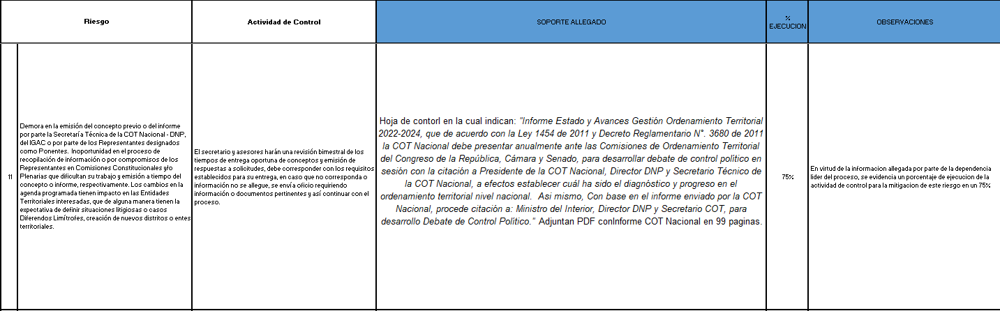 Riesgo
Actividad de Control
SOPORTE ALLEGADO
%
EJECUCION
OBSERVACIONES
11
Demora en la emisión del concepto previo o del informe
por parte la Secretaría Técnica de la COT Nacional - DNP,
del IGAC o por parte de los Representantes designados
como Ponentes. Inoportunidad en el proceso de
recopilación de información o por compromisos de los
Representantes en Comisiones Constitucionales y/o
Plenarias que dificultan su trabajo y emisión a tiempo del
concepto o informe, respectivamente. Los cambios en la
agenda programada tienen impacto en las Entidades
Territoriales interesadas, que de alguna manera tienen la
expectativa de definir situaciones litigiosas o casos
Diferendos Limítrofes, creación de nuevos distritos o entes
territoriales.
El secretario y asesores harán una revisión bimestral de los
tiempos de entrega oportuna de conceptos y emisión de
respuestas a solicitudes, debe corresponder con los requisitos
establecidos para su entrega, en caso que no corresponda o
información no se allegue, se envía oficio requiriendo
información o documentos pertinentes y así continuar con el
proceso.
Hoja de contorl en la cual indican: "Informe Estado y Avances Gestión Ordenamiento Territorial
2022-2024, que de acuerdo con la Ley 1454 de 2011 y Decreto Reglamentario N°. 3680 de 2011
la COT Nacional debe presentar anualmente ante las Comisiones de Ordenamiento Territorial
del Congreso de la República, Cámara y Senado, para desarrollar debate de control político en
sesión con la citación a Presidente de la COT Nacional, Director DNP y Secretario Técnico de
la COT Nacional, a efectos establecer cuál ha sido el diagnóstico y progreso en el
ordenamiento territorial nivel nacional.  Asi mismo, Con base en el informe enviado por la COT
Nacional, procede citación a: Ministro del Interior, Director DNP y Secretario COT, para
desarrollo Debate de Control Político." Adjuntan PDF conInforme COT Nacional en 99 paginas.
75%
En virtud de la informacion allegada por parte de la dependencia
lider del proceso, se evidencia un porcentaje de ejecucion de la
actividad de control para la mitigacion de este riesgo en un 75%